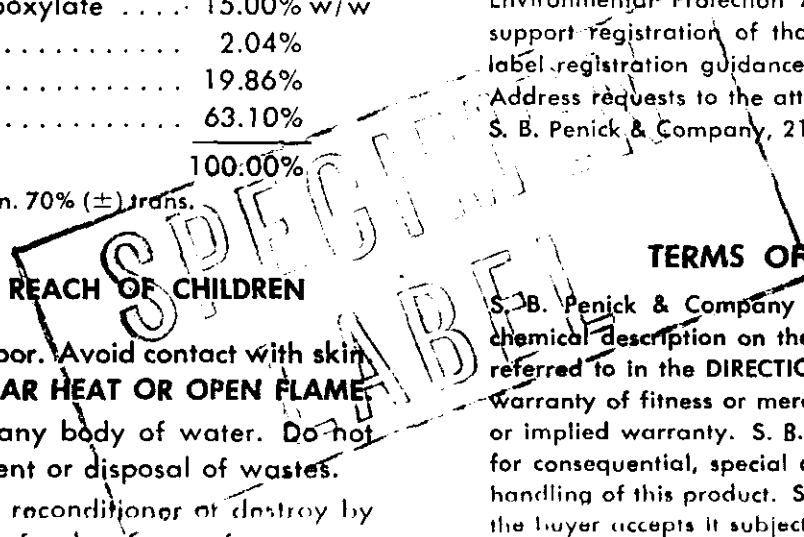 oxylate .... 15.00% w/w
............ 2.04%
............ 19.86%
............ 63.10%
100.00%
n. 70% (±) trans.
REACH OF CHILDREN
por. Avoid contact with skin.
AR HEAT OR OPEN FLAME.
any body of water. Do not
ent or disposal of wastes.
reconditioner or destroy by
SPECIMEN
LABEL
Environmental Protection
support registration of tha
label registration guidance
Address requests to the att
S. B. Penick & Company, 21
TERMS OF
S. B. Penick & Company
chemical description on the
referred to in the DIRECTIO
warranty of fitness or mer
or implied warranty. S. B.
for consequential, special
handling of this product. S
the buyer accepts it subject